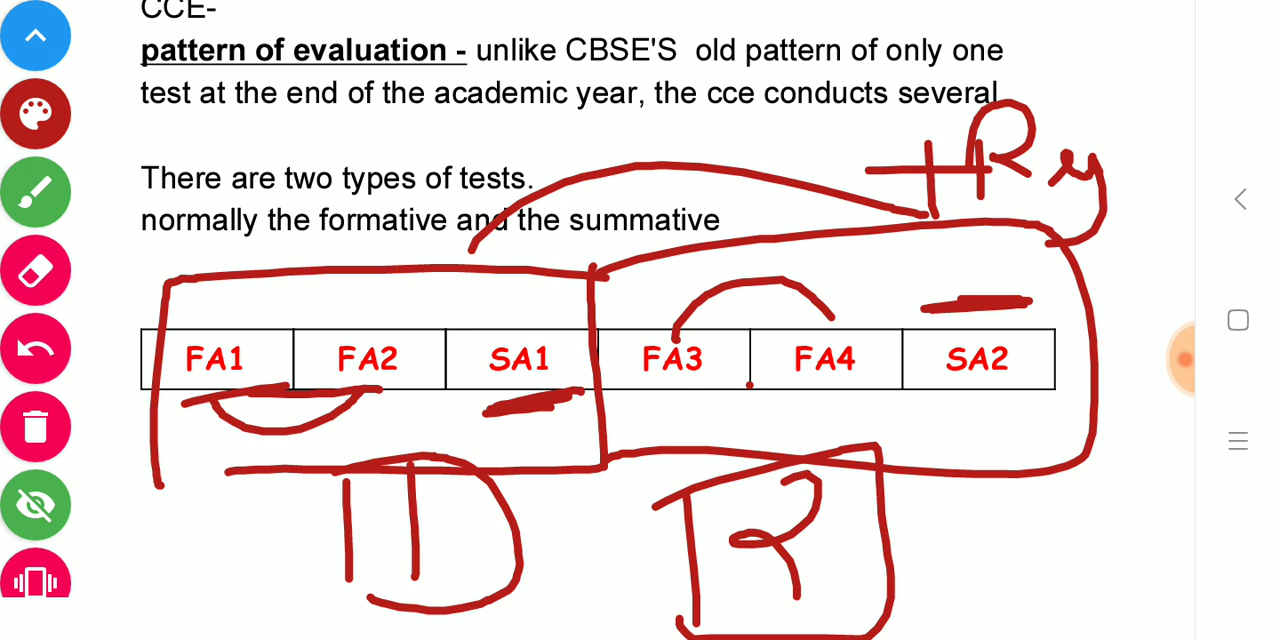 CCE-
pattern of evaluation - unlike CBSE'S old pattern of only one
test at the end of the academic year, the cce conducts several
There are two types of tests.
normally the formative and the summative
FA1 FA2 SA1 FA3 FA4 SA2